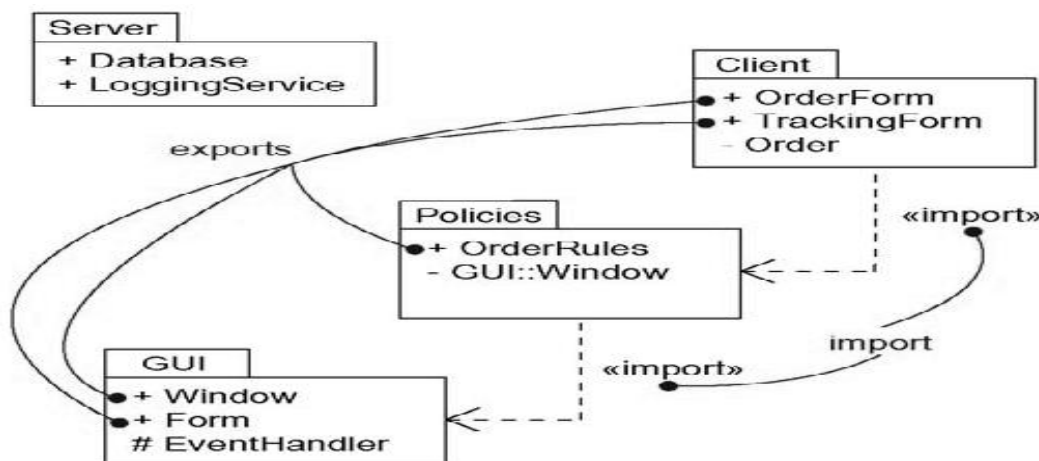 Server
+ Database
+ LoggingService
Client
+ OrderForm
+ TrackingForm
- Order
exports
Policies
+ OrderRules
- GUI::Window
«import»
import
«import»
GUI
+ Window
+ Form
# EventHandler